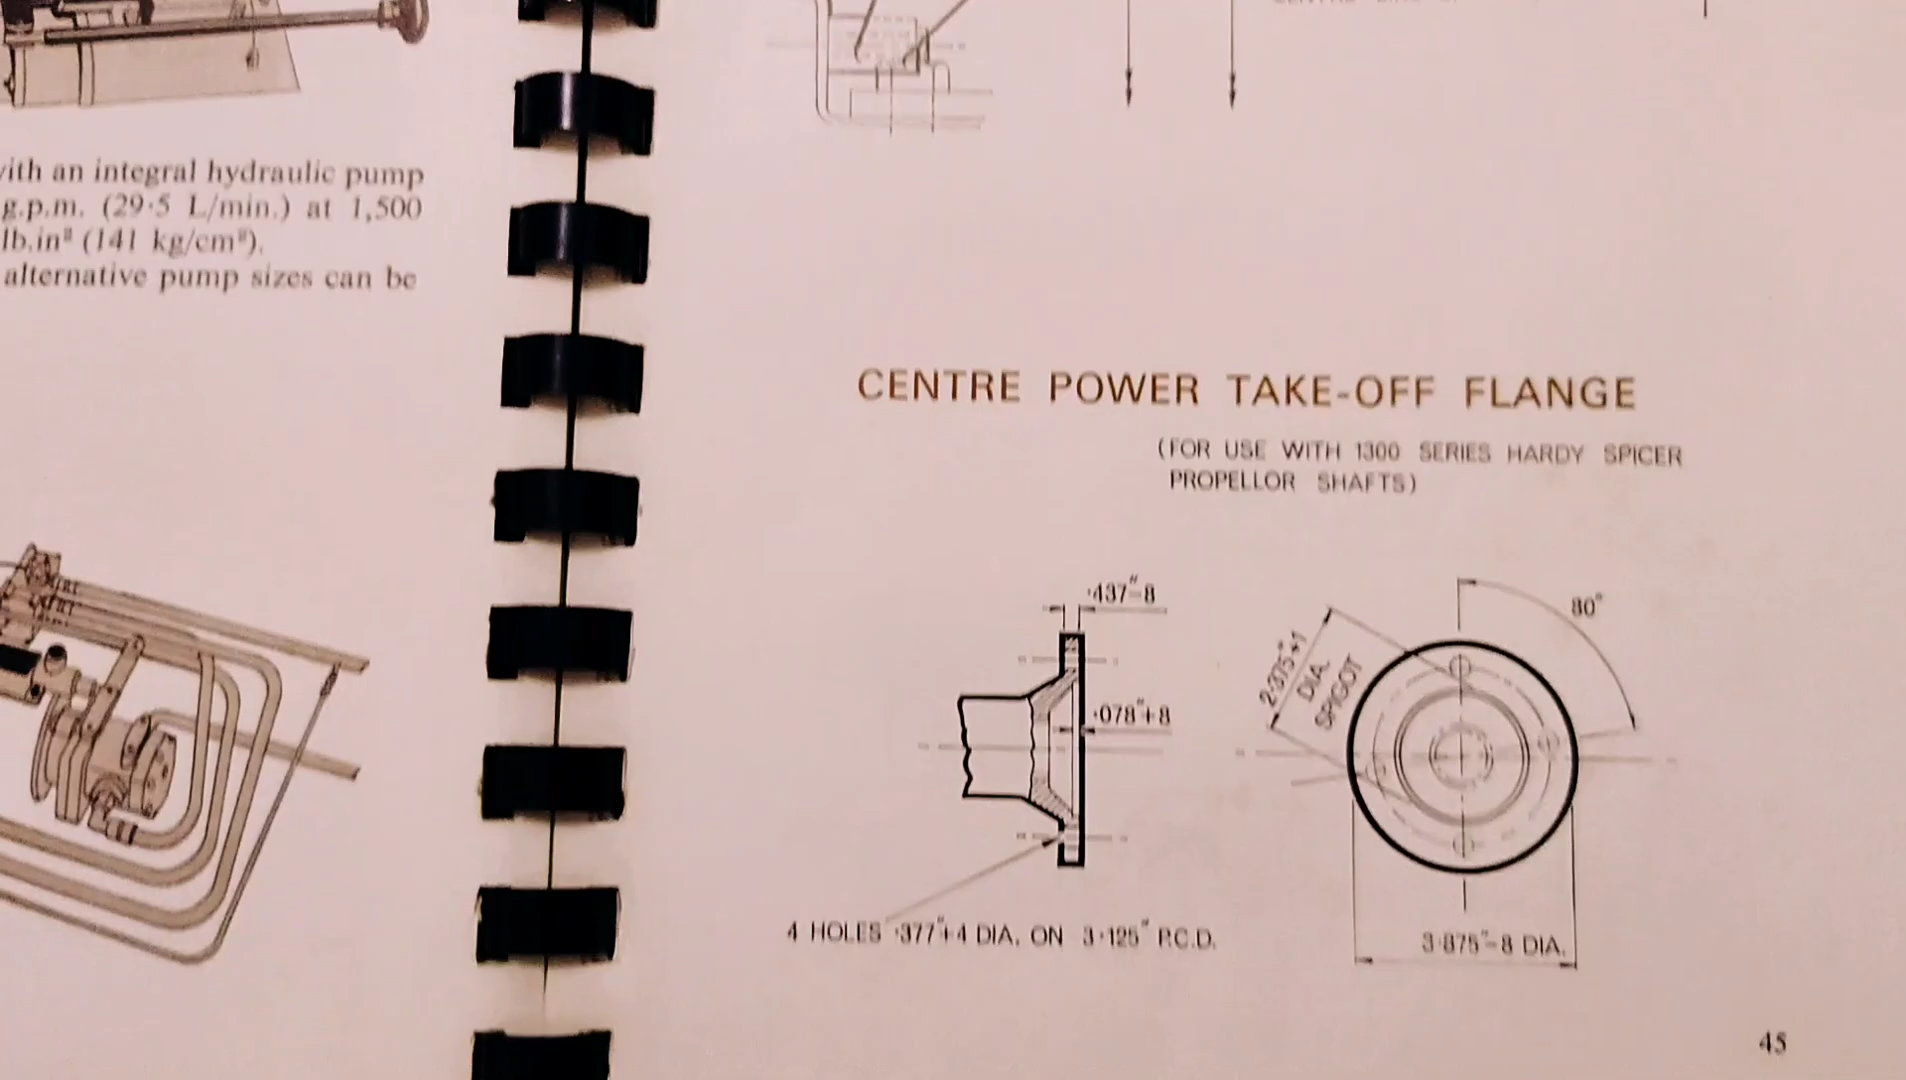 with an integral hydraulic pump
g.p.m. (29·5 L/min.) at 1,500
lb.in² (141 kg/cm²).
alternative pump sizes can be
CENTRE POWER TAKE-OFF FLANGE
(FOR USE WITH 1300 SERIES HARDY SPICER
PROPELLOR SHAFTS)
·437"-8
80°
2·375"+1
DIA.
SPIGOT
·078"+8
4 HOLES ·377"+4 DIA. ON 3·125" P.C.D.
3·875"-8 DIA.
45